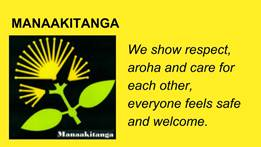 MANAAKITANGA
We show respect,
aroha and care for
each other,
everyone feels safe
and welcome.
Manaakitanga